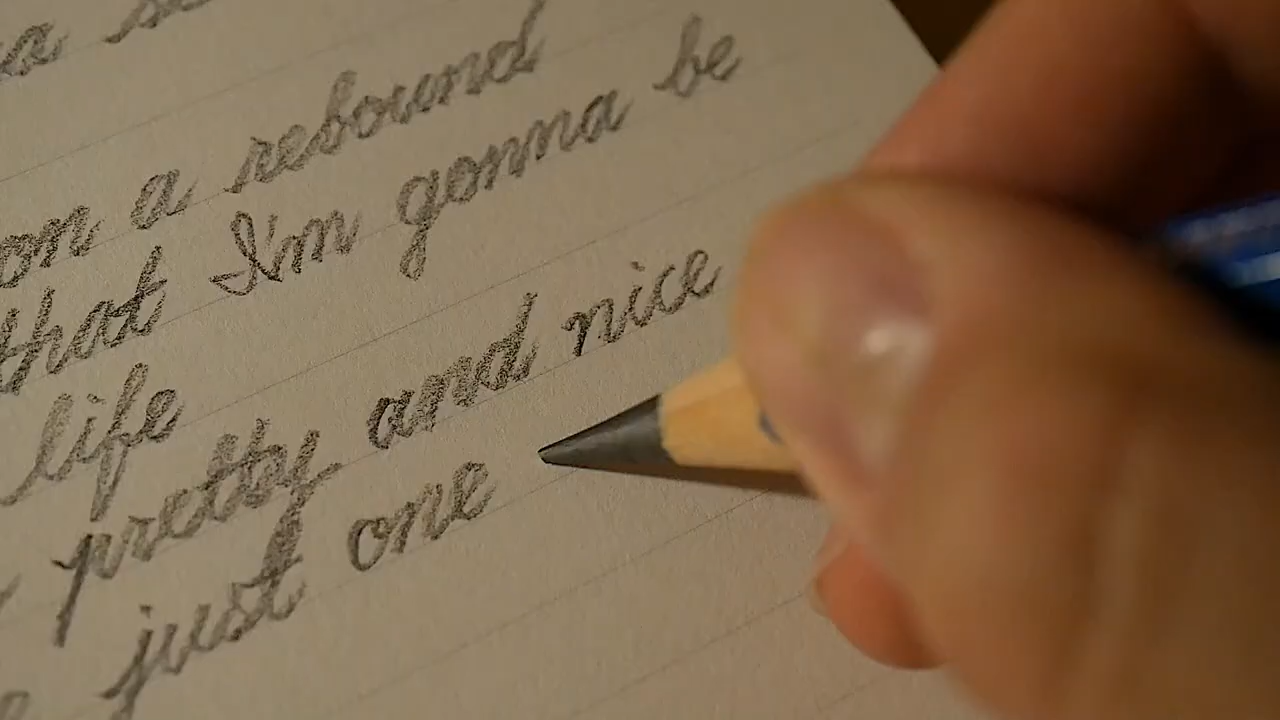 on a rebound
that I'm gonna be
life
pretty and nice
just one